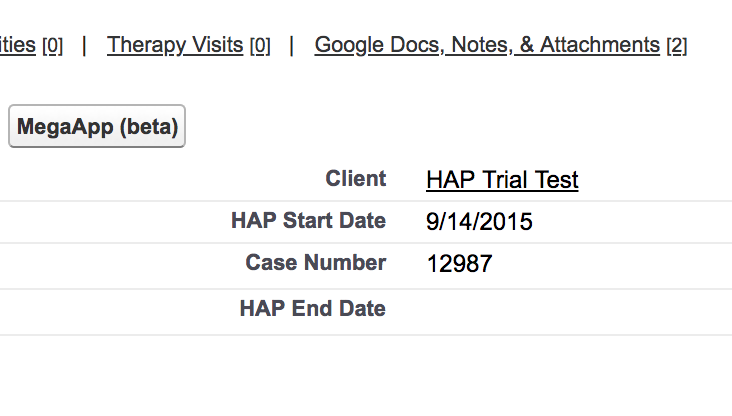 ities [0] | Therapy Visits [0] | Google Docs, Notes, & Attachments [2]
MegaApp (beta)
Client HAP Trial Test
HAP Start Date 9/14/2015
Case Number 12987
HAP End Date